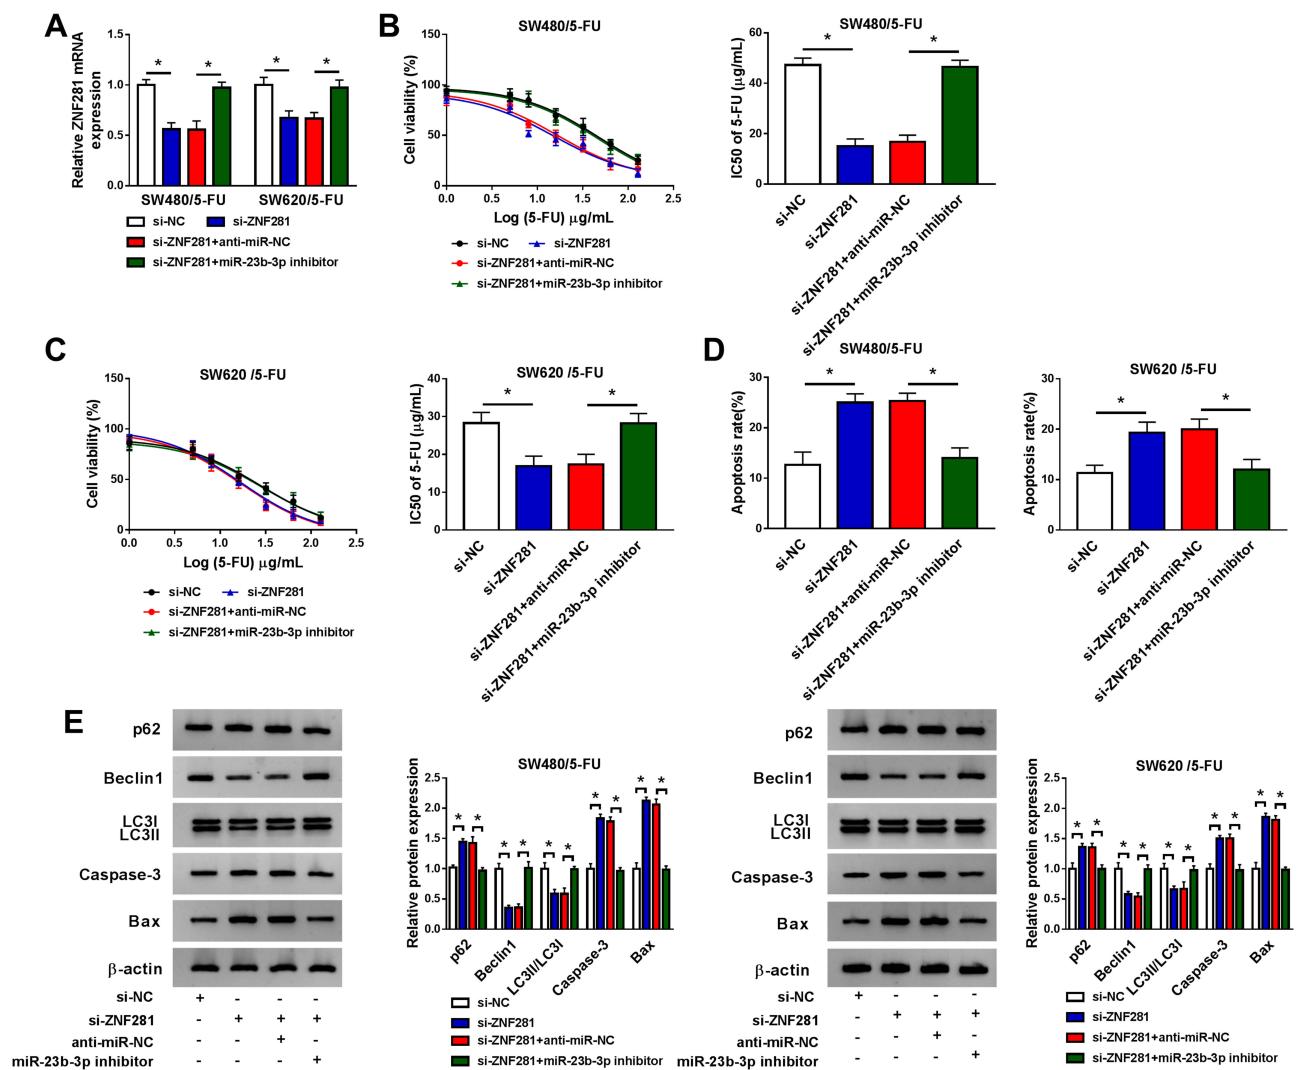 A
Relative ZNF281 mRNA
expression
1.5
1.0
0.5
0.0
* * * *
SW480/5-FU SW620/5-FU
si-NC si-ZNF281
si-ZNF281+anti-miR-NC
si-ZNF281+miR-23b-3p inhibitor
B
SW480/5-FU
Cell viability (%)
150
100
50
0
0.0 0.5 1.0 1.5 2.0 2.5
Log (5-FU) μg/mL
si-NC si-ZNF281
si-ZNF281+anti-miR-NC
si-ZNF281+miR-23b-3p inhibitor
SW480/5-FU
IC50 of 5-FU (μg/mL)
60
40
20
0
* *
si-NC
si-ZNF281
si-ZNF281+anti-miR-NC
si-ZNF281+miR-23b-3p inhibitor
C
SW620 /5-FU
Cell viability (%)
150
100
50
0
0.0 0.5 1.0 1.5 2.0 2.5
Log (5-FU) μg/mL
si-NC si-ZNF281
si-ZNF281+anti-miR-NC
si-ZNF281+miR-23b-3p inhibitor
SW620 /5-FU
IC50 of 5-FU (μg/mL)
40
30
20
10
0
* *
si-NC
si-ZNF281
si-ZNF281+anti-miR-NC
si-ZNF281+miR-23b-3p inhibitor
D
SW480/5-FU
Apoptosis rate(%)
30
20
10
0
* *
si-NC
si-ZNF281
si-ZNF281+anti-miR-NC
si-ZNF281+miR-23b-3p inhibitor
SW620 /5-FU
Apoptosis rate(%)
30
20
10
0
* *
si-NC
si-ZNF281
si-ZNF281+anti-miR-NC
si-ZNF281+miR-23b-3p inhibitor
E
p62
Beclin1
LC3I
LC3II
Caspase-3
Bax
β-actin
si-NC + - - -
si-ZNF281 - + + +
anti-miR-NC - - + -
miR-23b-3p inhibitor - - - +
SW480/5-FU
Relative protein expression
2.5
2.0
1.5
1.0
0.5
0.0
* * * * * * * * * *
p62
Beclin1
LC3II/LC3I
Caspase-3
Bax
si-NC
si-ZNF281
si-ZNF281+anti-miR-NC
si-ZNF281+miR-23b-3p inhibitor
p62
Beclin1
LC3I
LC3II
Caspase-3
Bax
β-actin
si-NC + - - -
si-ZNF281 - + + +
anti-miR-NC - - + -
miR-23b-3p inhibitor - - - +
SW620 /5-FU
Relative protein expression
2.5
2.0
1.5
1.0
0.5
0.0
* * * * * * * * * *
p62
Beclin1
LC3II/LC3I
Caspase-3
Bax
si-NC
si-ZNF281
si-ZNF281+anti-miR-NC
si-ZNF281+miR-23b-3p inhibitor